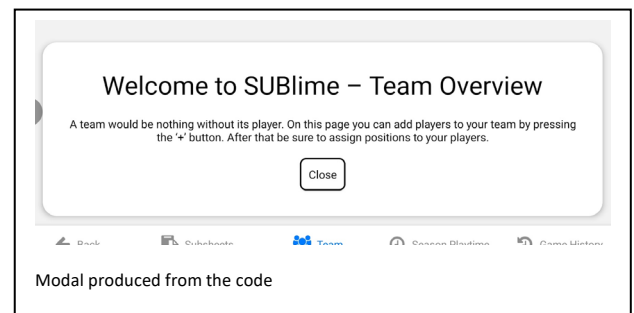 Welcome to SUBlime – Team Overview
A team would be nothing without its player. On this page you can add players to your team by pressing
the '+' button. After that be sure to assign positions to your players.
Close
Back Subsheets Team Season Playtime Game History
Modal produced from the code